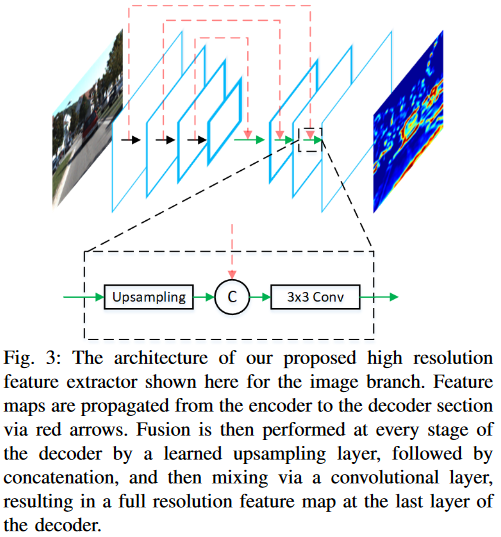 Upsampling
C
3x3 Conv
Fig. 3: The architecture of our proposed high resolution
feature extractor shown here for the image branch. Feature
maps are propagated from the encoder to the decoder section
via red arrows. Fusion is then performed at every stage of
the decoder by a learned upsampling layer, followed by
concatenation, and then mixing via a convolutional layer,
resulting in a full resolution feature map at the last layer of
the decoder.